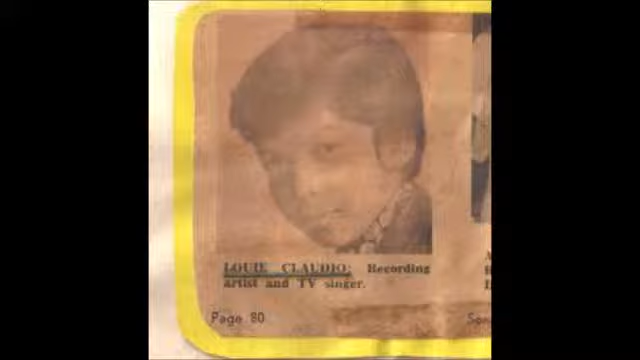 LOUIE CLAUDIO: Recording
artist and TV singer.
Page 80